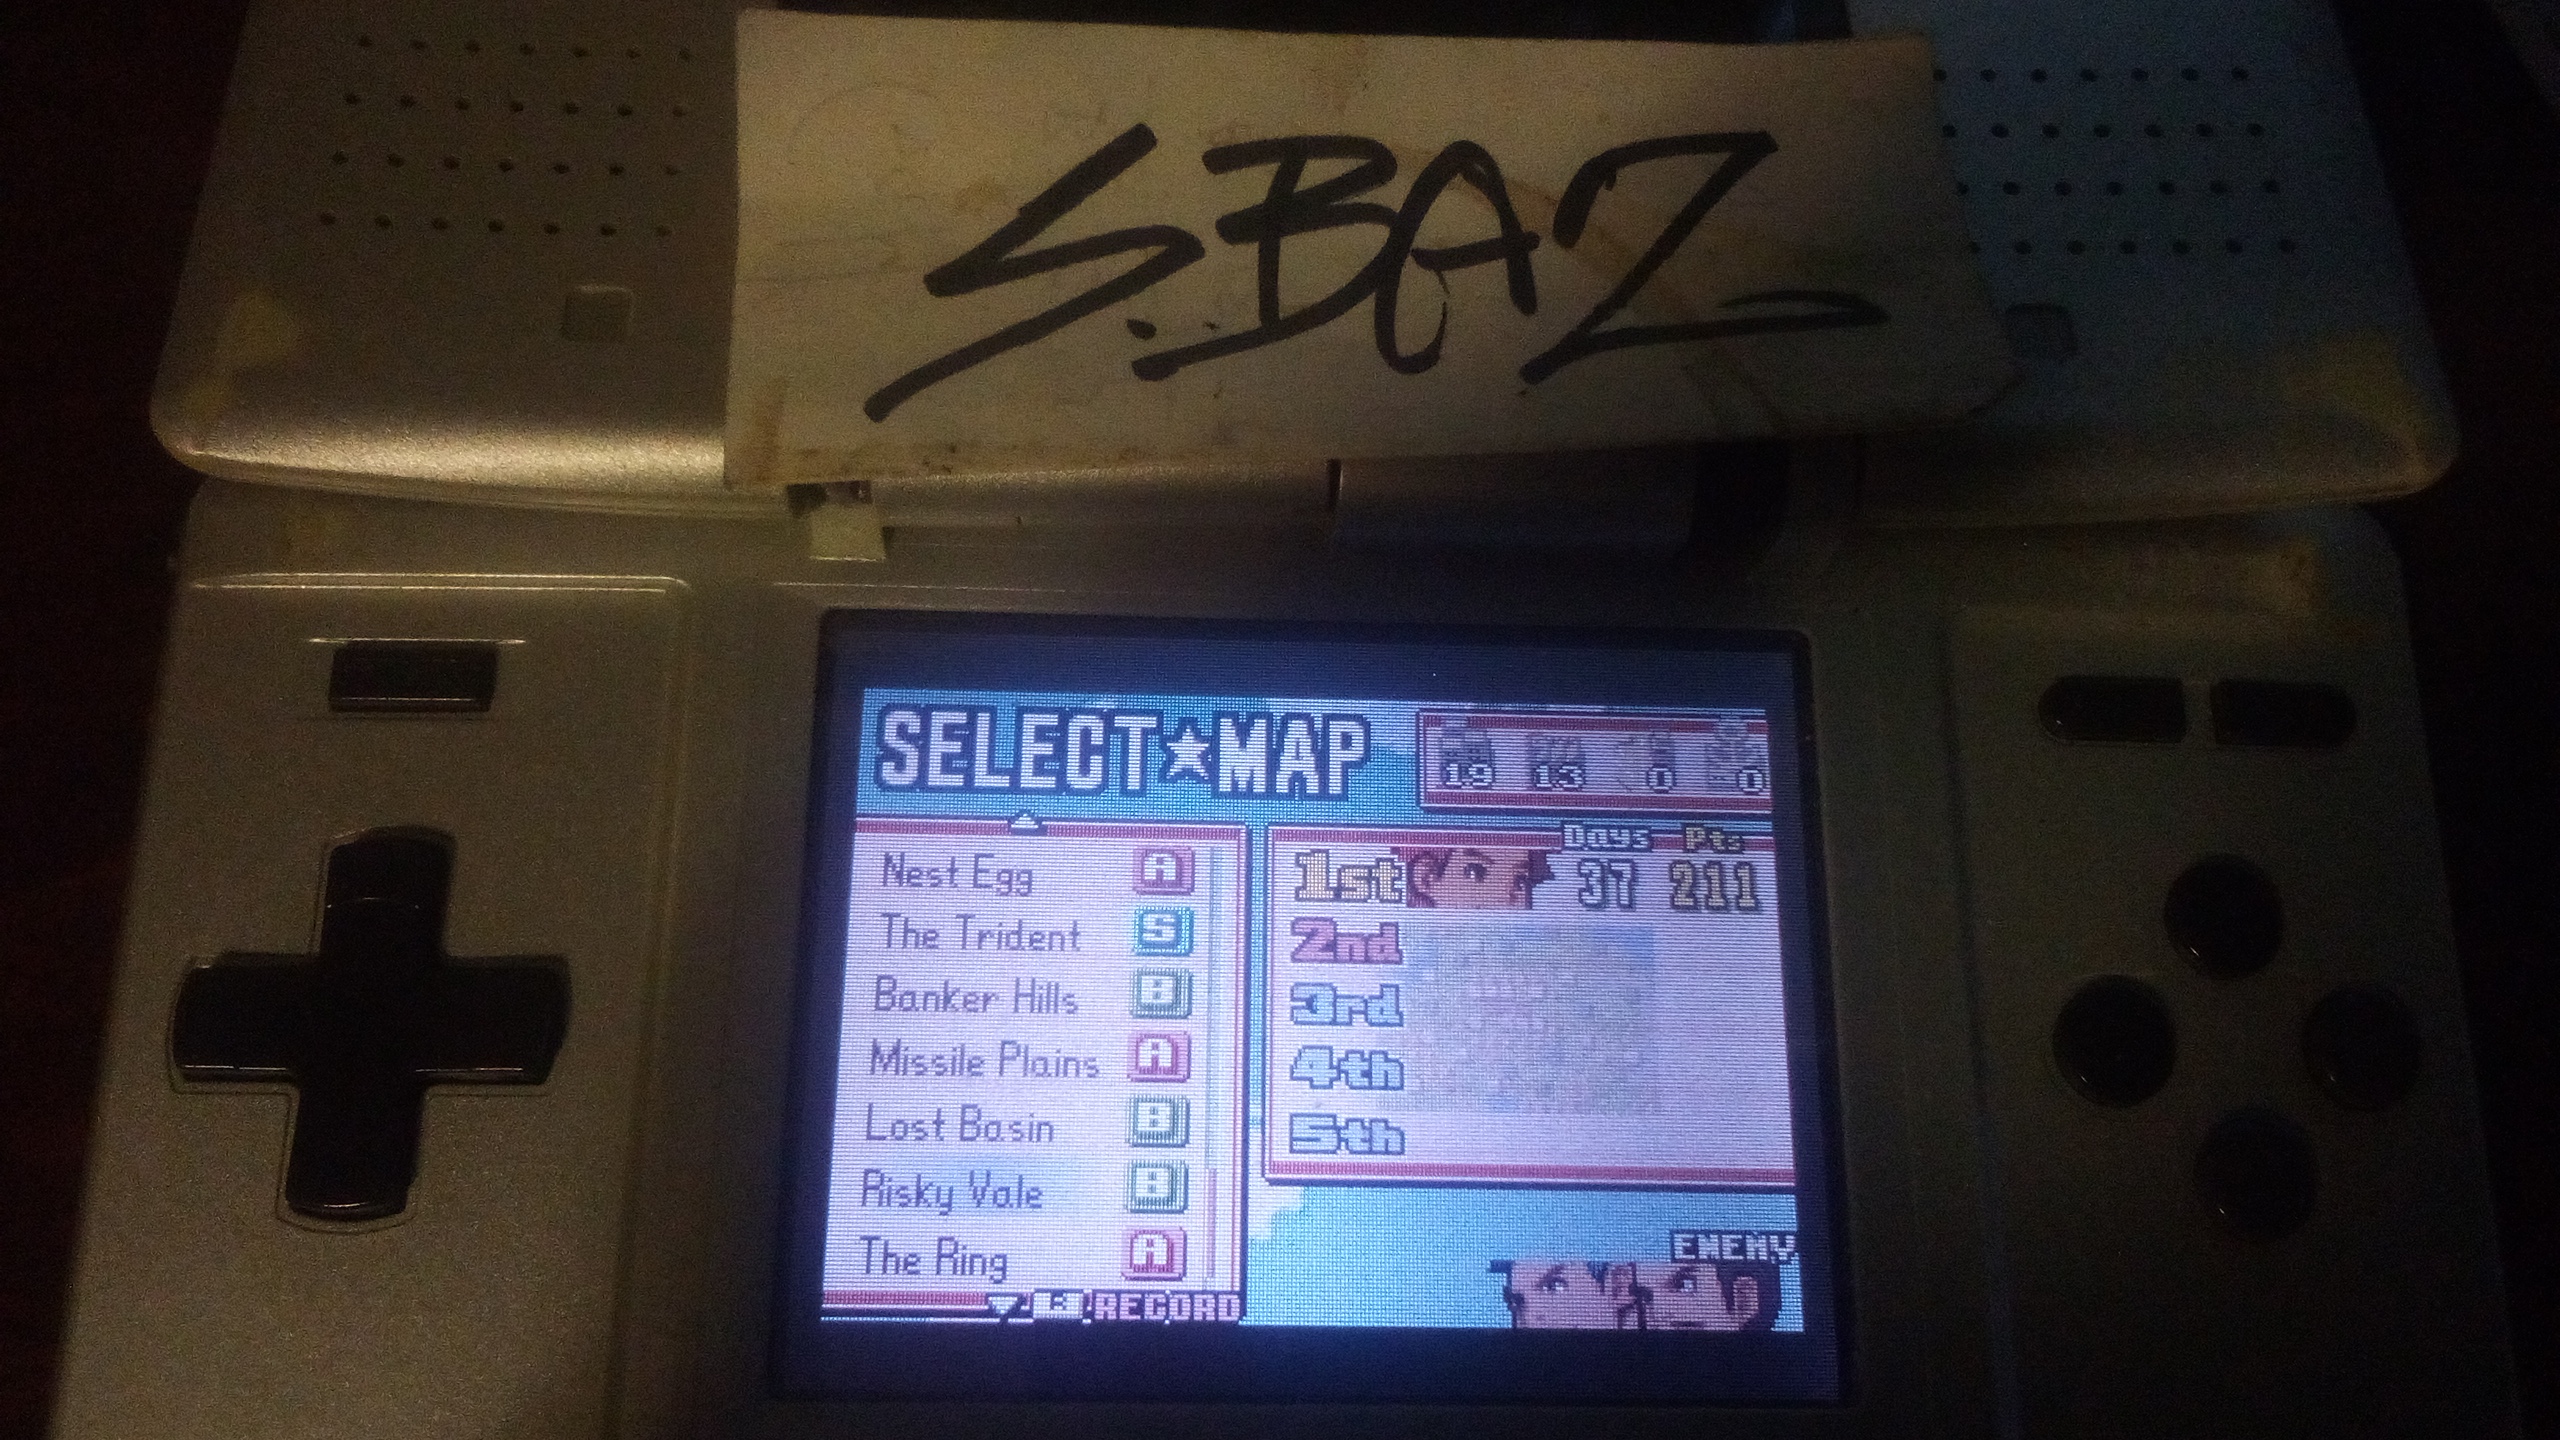 S.BAZ
SELECT★MAP
19 13 0 0
Nest Egg A
The Trident S
Banker Hills B
Missile Plains A
Lost Basin B
Risky Vale B
The Ring A
B:RECORD
Days Pts
1st 37 211
2nd
3rd
4th
5th
ENEMY